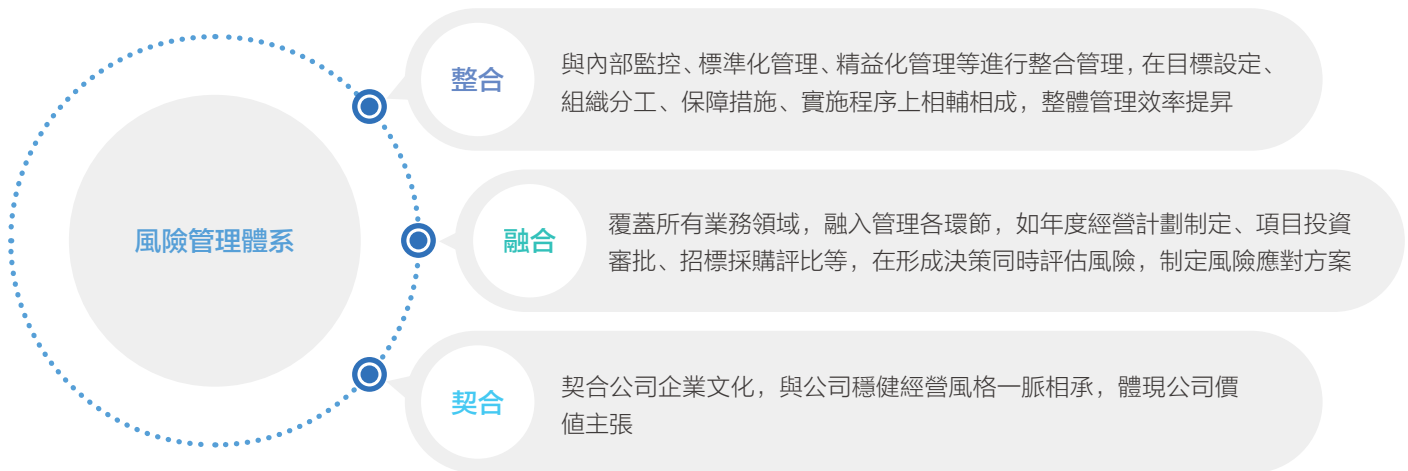 風險管理體系
整合
與內部監控、標準化管理、精益化管理等進行整合管理，在目標設定、
組織分工、保障措施、實施程序上相輔相成，整體管理效率提昇
融合
覆蓋所有業務領域，融入管理各環節，如年度經營計劃制定、項目投資
審批、招標採購評比等，在形成決策同時評估風險，制定風險應對方案
契合
契合公司企業文化，與公司穩健經營風格一脈相承，體現公司價
值主張